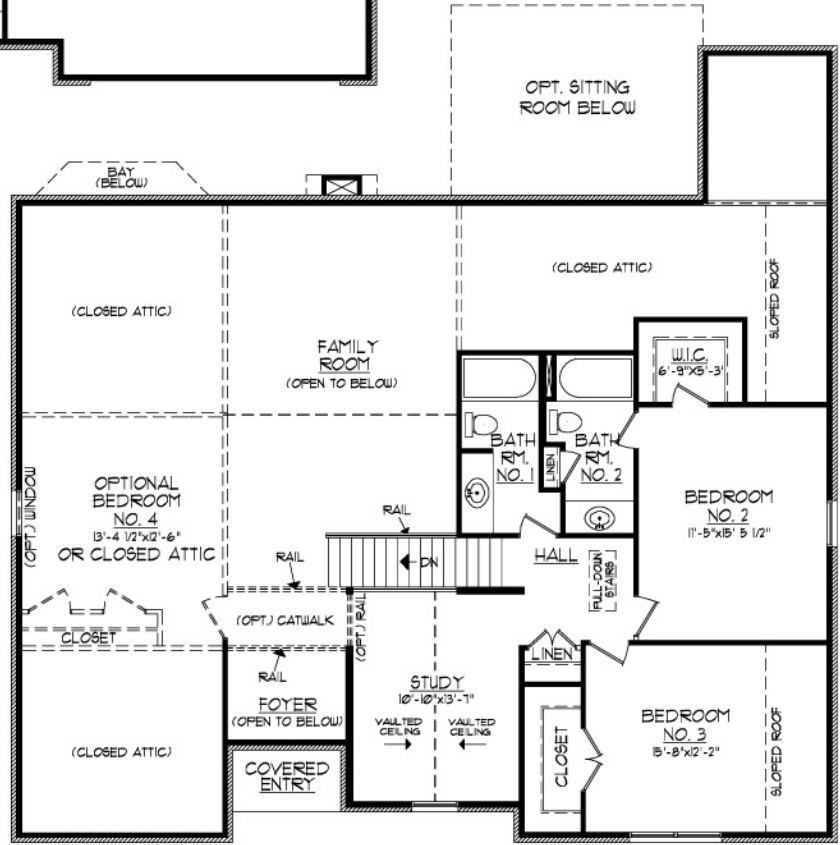 OPT. SITTING
ROOM BELOW
BAY
(BELOW)
(CLOSED ATTIC)
SLOPED ROOF
(CLOSED ATTIC)
FAMILY
ROOM
(OPEN TO BELOW)
W.I.C.
6'-9"X5'-3"
BATH
RM.
NO. 1
LINEN
BATH
RM.
NO. 2
(OPT.) WINDOW
OPTIONAL
BEDROOM
NO. 4
13'-4 1/2"x12'-6"
OR CLOSED ATTIC
BEDROOM
NO. 2
11'-5"x15' 5 1/2"
RAIL
RAIL
DN
HALL
FULL-DOWN
STAIRS
(OPT.) CATWALK
(OPT.) RAIL
CLOSET
RAIL
LINEN
FOYER
(OPEN TO BELOW)
STUDY
10'-10"x13'-7"
VAULTED
CEILING
VAULTED
CEILING
BEDROOM
NO. 3
15'-8"x12'-2"
SLOPED ROOF
CLOSET
(CLOSED ATTIC)
COVERED
ENTRY